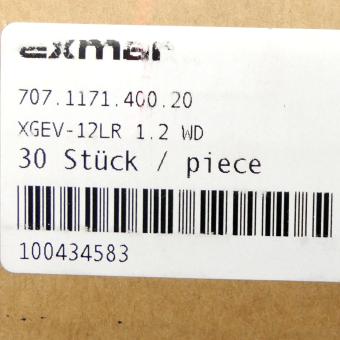 exmar
707.1171.400.20
XGEV-12LR 1.2 WD
30 Stück / piece
100434583